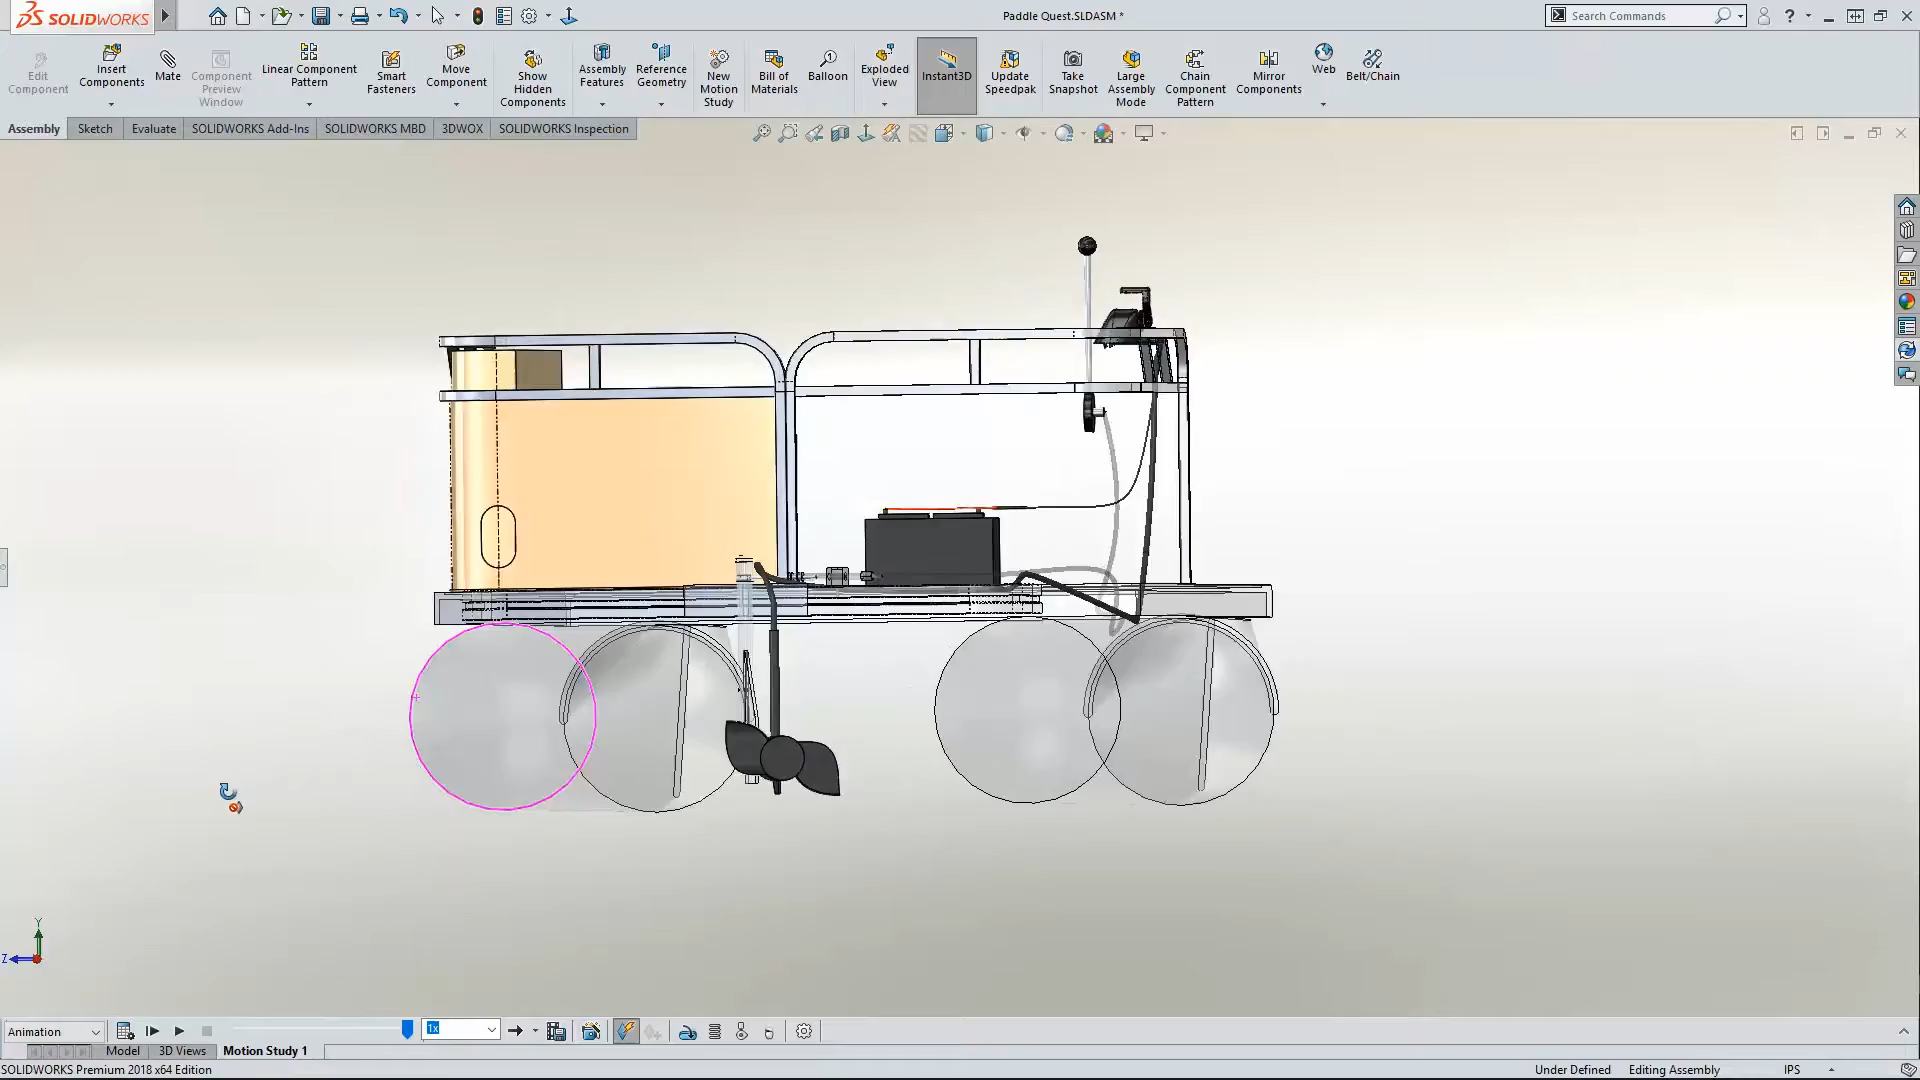 SOLIDWORKS
Paddle Quest.SLDASM *
Search Commands
Edit Component
Insert Components
Mate
Component Preview Window
Linear Component Pattern
Smart Fasteners
Move Component
Show Hidden Components
Assembly Features
Reference Geometry
New Motion Study
Bill of Materials
Balloon
Exploded View
Instant3D
Update Speedpak
Take Snapshot
Large Assembly Mode
Chain Component Pattern
Mirror Components
Web
Belt/Chain
Assembly
Sketch
Evaluate
SOLIDWORKS Add-Ins
SOLIDWORKS MBD
3DWOX
SOLIDWORKS Inspection
Y
Z
Animation
1x
Model
3D Views
Motion Study 1
SOLIDWORKS Premium 2018 x64 Edition
Under Defined
Editing Assembly
IPS